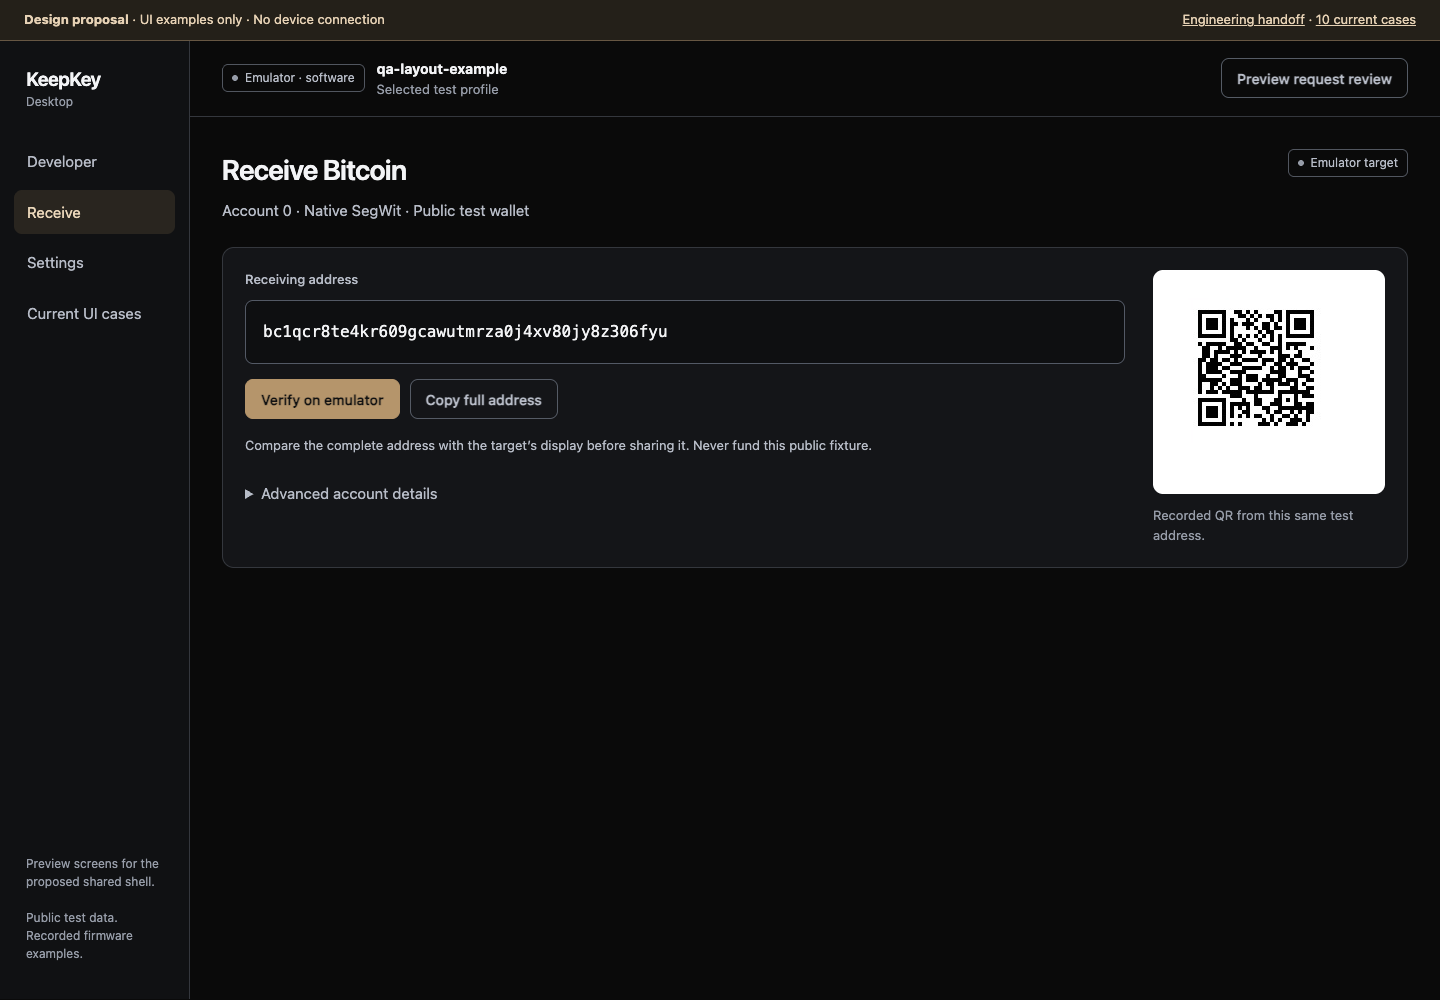 Design proposal · UI examples only · No device connection
Engineering handoff · 10 current cases
KeepKey
Desktop
Developer
Receive
Settings
Current UI cases
Preview screens for the
proposed shared shell.
Public test data.
Recorded firmware
examples.
Emulator · software
qa-layout-example
Selected test profile
Preview request review
Receive Bitcoin
Emulator target
Account 0 · Native SegWit · Public test wallet
Receiving address
bc1qcr8te4kr609gcawutmrza0j4xv80jy8z306fyu
Verify on emulator
Copy full address
Compare the complete address with the target's display before sharing it. Never fund this public fixture.
Advanced account details
Recorded QR from this same test
address.